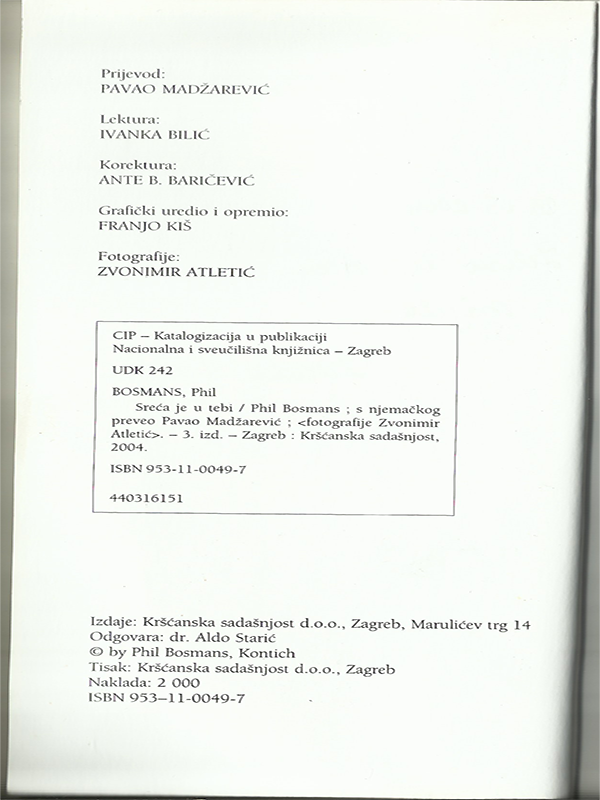 Prijevod:
PAVAO MADŽAREVIĆ
Lektura:
IVANKA BILIĆ
Korektura:
ANTE B. BARIČEVIĆ
Grafički uredio i opremio:
FRANJO KIŠ
Fotografije:
ZVONIMIR ATLETIĆ
CIP – Katalogizacija u publikaciji
Nacionalna i sveučilišna knjižnica – Zagreb
UDK 242
BOSMANS, Phil
Sreća je u tebi / Phil Bosmans ; s njemačkog
preveo Pavao Madžarević ; <fotografije Zvonimir
Atletić>. – 3. izd. – Zagreb : Kršćanska sadašnjost,
2004.
ISBN 953-11-0049-7
440316151
Izdaje: Kršćanska sadašnjost d.o.o., Zagreb, Marulićev trg 14
Odgovara: dr. Aldo Starić
© by Phil Bosmans, Kontich
Tisak: Kršćanska sadašnjost d.o.o., Zagreb
Naklada: 2 000
ISBN 953–11-0049-7